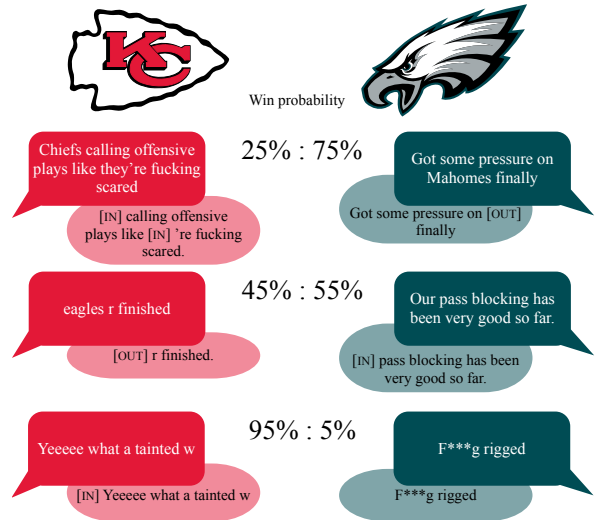 KC
Win probability
25% : 75%
Chiefs calling offensive
plays like they're fucking
scared
[IN] calling offensive
plays like [IN] 're fucking
scared.
Got some pressure on
Mahomes finally
Got some pressure on [OUT]
finally
45% : 55%
eagles r finished
[OUT] r finished.
Our pass blocking has
been very good so far.
[IN] pass blocking has been
very good so far.
95% : 5%
Yeeeee what a tainted w
[IN] Yeeeee what a tainted w
F***g rigged
F***g rigged